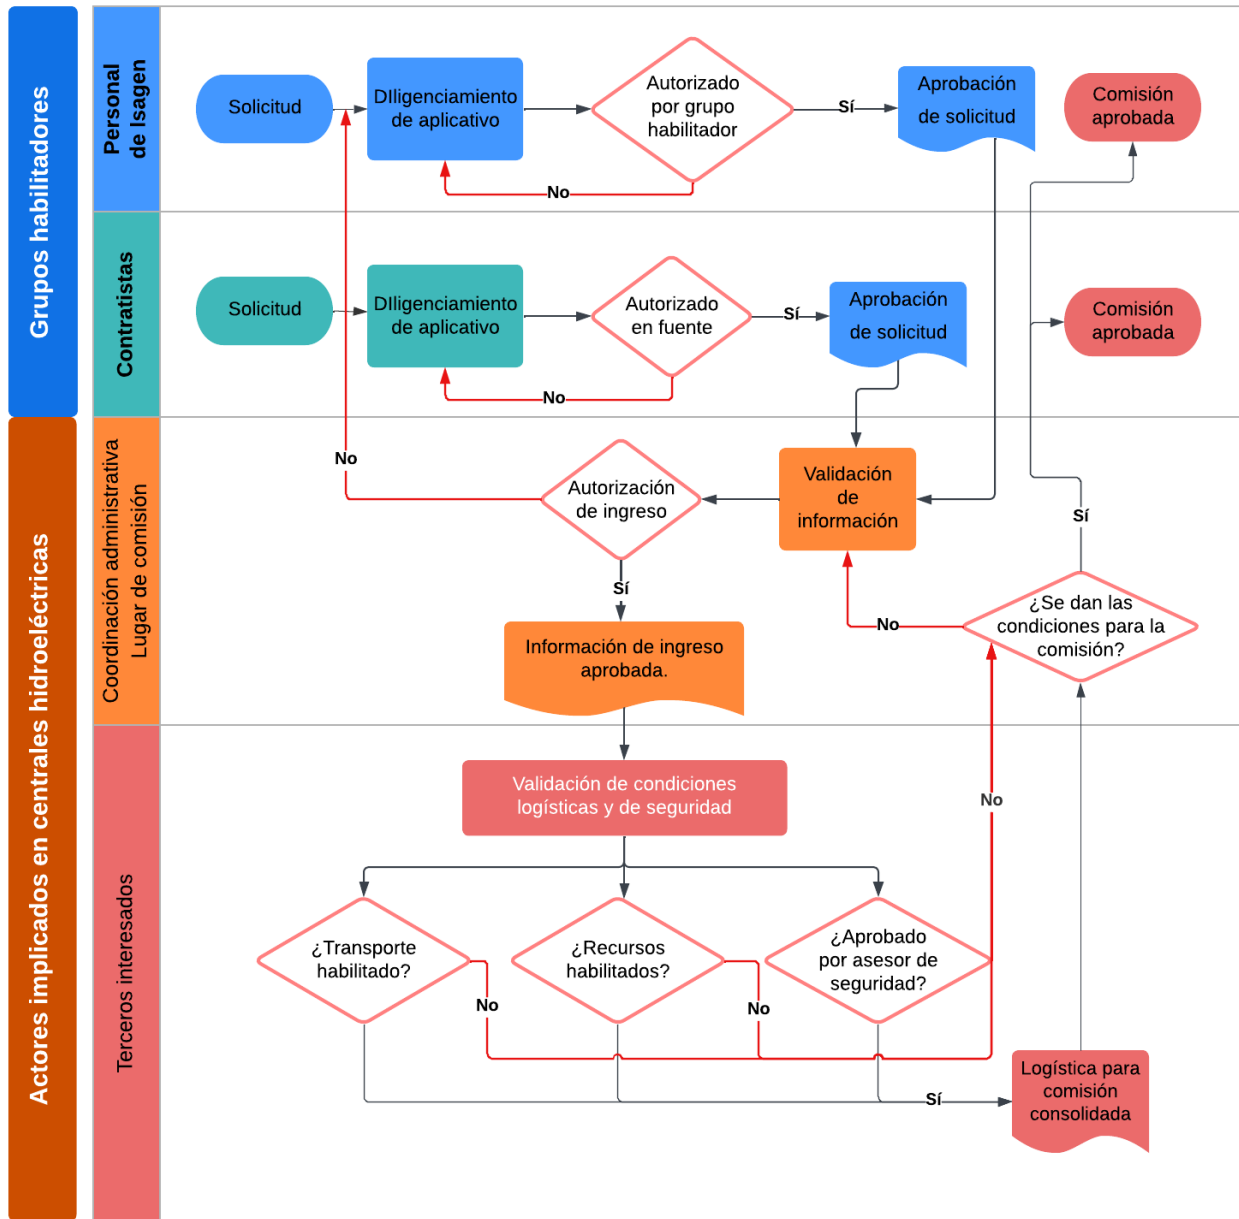 Grupos habilitadores
Personal
de Isagen
Solicitud
DIligenciamiento
de aplicativo
Autorizado
por grupo
habilitador
Sí
Aprobación
de solicitud
Comisión
aprobada
No
Contratistas
Solicitud
DIligenciamiento
de aplicativo
Autorizado
en fuente
Sí
Aprobación
de solicitud
Comisión
aprobada
No
Actores implicados en centrales hidroeléctricas
Coordinación administrativa
Lugar de comisión
No
Autorización
de ingreso
Validación
de
información
Sí
Sí
No
¿Se dan las
condiciones para la
comisión?
Información de ingreso
aprobada.
Terceros interesados
Validación de condiciones
logísticas y de seguridad
No
¿Transporte
habilitado?
¿Recursos
habilitados?
¿Aprobado
por asesor de
seguridad?
No
No
Sí
Logística para
comisión
consolidada